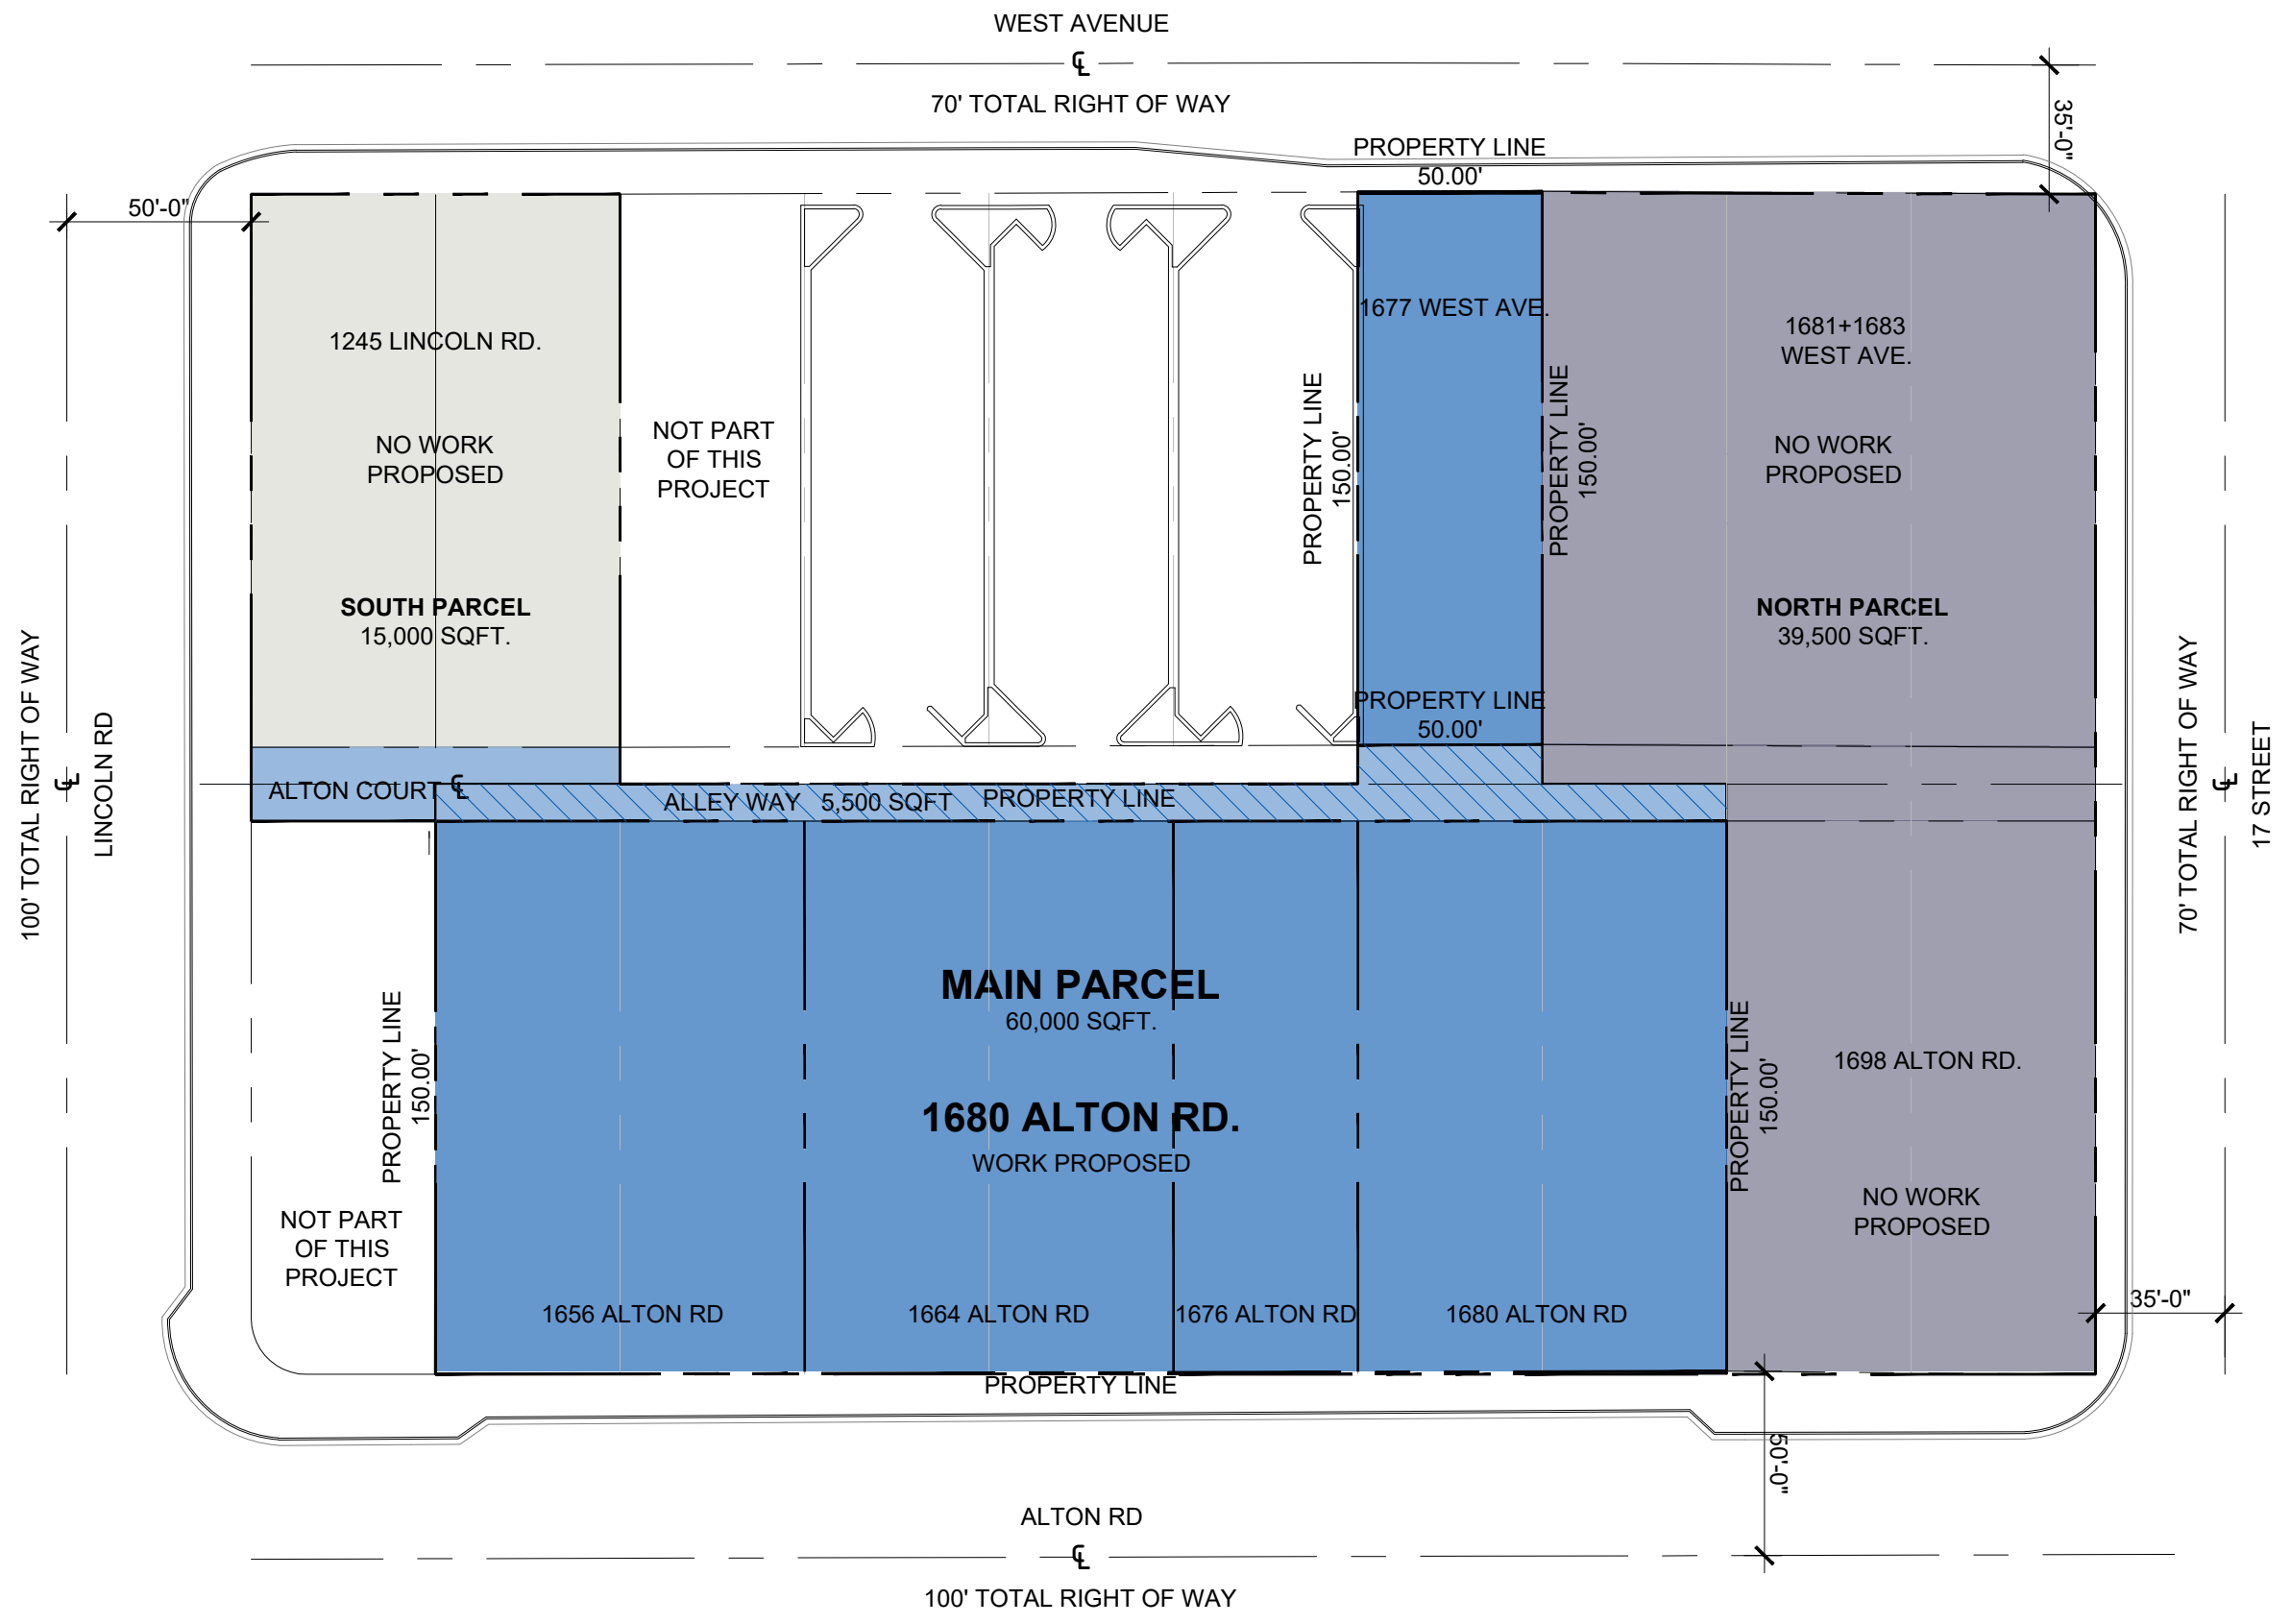 WEST AVENUE
℄
70' TOTAL RIGHT OF WAY
35'-0"
PROPERTY LINE
50.00'
50'-0"
1677 WEST AVE.
1681+1683
WEST AVE.
1245 LINCOLN RD.
NO WORK
PROPOSED
NOT PART
OF THIS
PROJECT
PROPERTY LINE
150.00'
PROPERTY LINE
150.00'
NO WORK
PROPOSED
SOUTH PARCEL
15,000 SQFT.
NORTH PARCEL
39,500 SQFT.
PROPERTY LINE
50.00'
100' TOTAL RIGHT OF WAY
℄
LINCOLN RD
70' TOTAL RIGHT OF WAY
℄
17 STREET
ALTON COURT ℄
ALLEY WAY 5,500 SQFT
PROPERTY LINE
MAIN PARCEL
60,000 SQFT.
PROPERTY LINE
150.00'
PROPERTY LINE
150.00'
1698 ALTON RD.
1680 ALTON RD.
WORK PROPOSED
NO WORK
PROPOSED
NOT PART
OF THIS
PROJECT
1656 ALTON RD
1664 ALTON RD
1676 ALTON RD
1680 ALTON RD
35'-0"
PROPERTY LINE
50'-0"
ALTON RD
℄
100' TOTAL RIGHT OF WAY